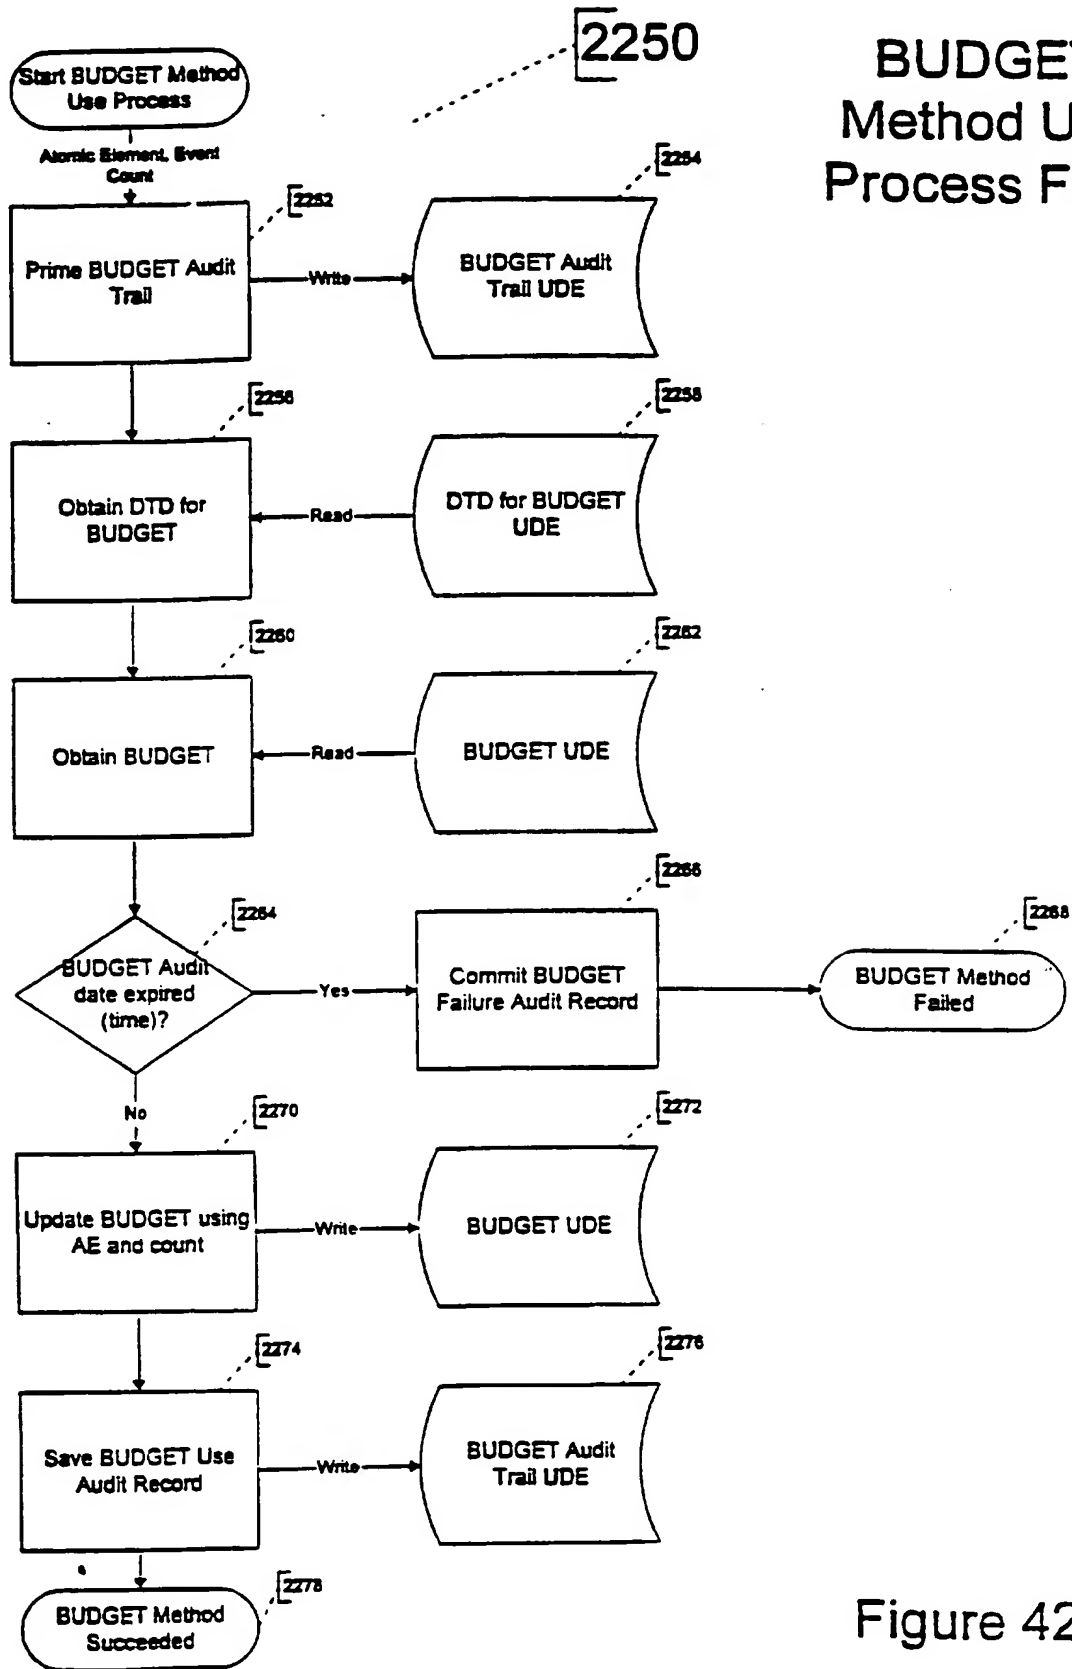 2250
BUDGET
Method U
Process F
Start BUDGET Method
Use Process
Atomic Element, Event
Count
2252
2254
Prime BUDGET Audit
Trail
Write
BUDGET Audit
Trail UDE
2256
2258
Obtain DTD for
BUDGET
Read
DTD for BUDGET
UDE
2260
2262
Obtain BUDGET
Read
BUDGET UDE
2264
2266
2268
BUDGET Audit
date expired
(time)?
Yes
Commit BUDGET
Failure Audit Record
BUDGET Method
Failed
No
2270
2272
Update BUDGET using
AE and count
Write
BUDGET UDE
2274
2276
Save BUDGET Use
Audit Record
Write
BUDGET Audit
Trail UDE
2278
BUDGET Method
Succeeded
Figure 42